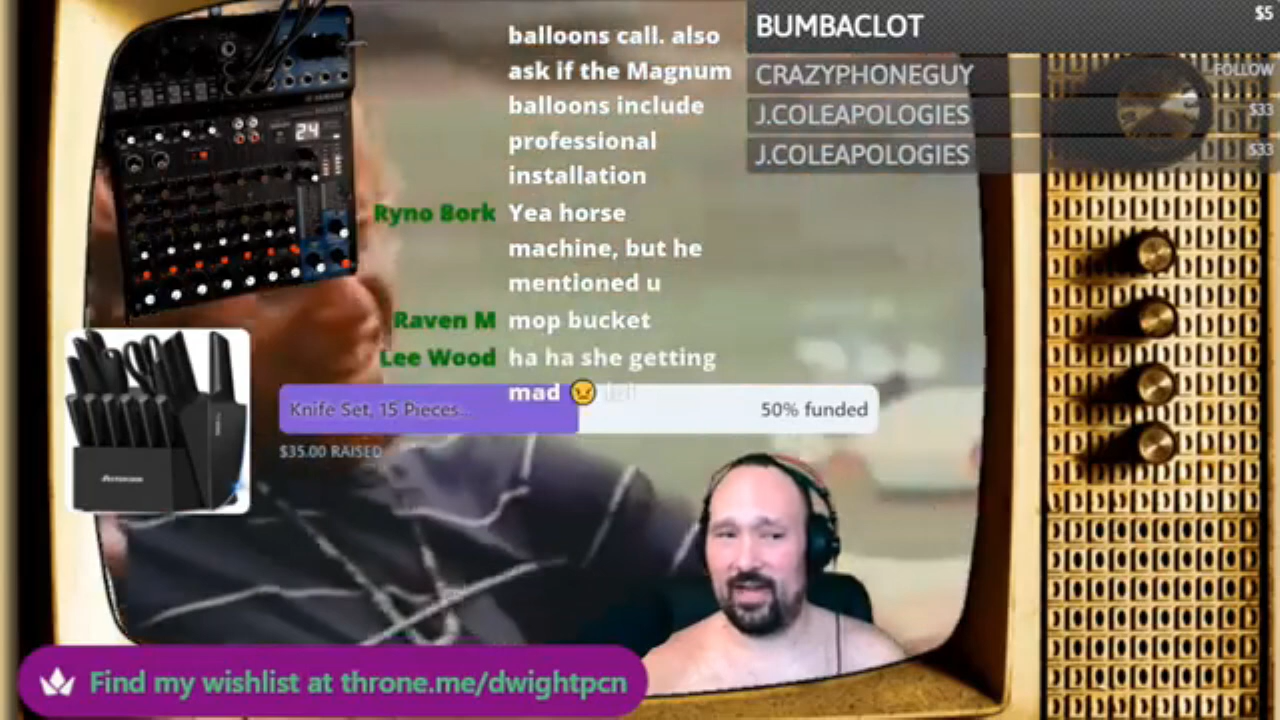 balloons call. also
ask if the Magnum
balloons include
professional
installation
Ryno Bork Yea horse
machine, but he
mentioned u
Raven M mop bucket
Lee Wood ha ha she getting
mad 😠 lol
BUMBACLOT $5
CRAZYPHONEGUY FOLLOW
J.COLEAPOLOGIES $33
J.COLEAPOLOGIES $33
24
Knife Set, 15 Pieces... 50% funded
$35.00 RAISED
Find my wishlist at throne.me/dwightpcn